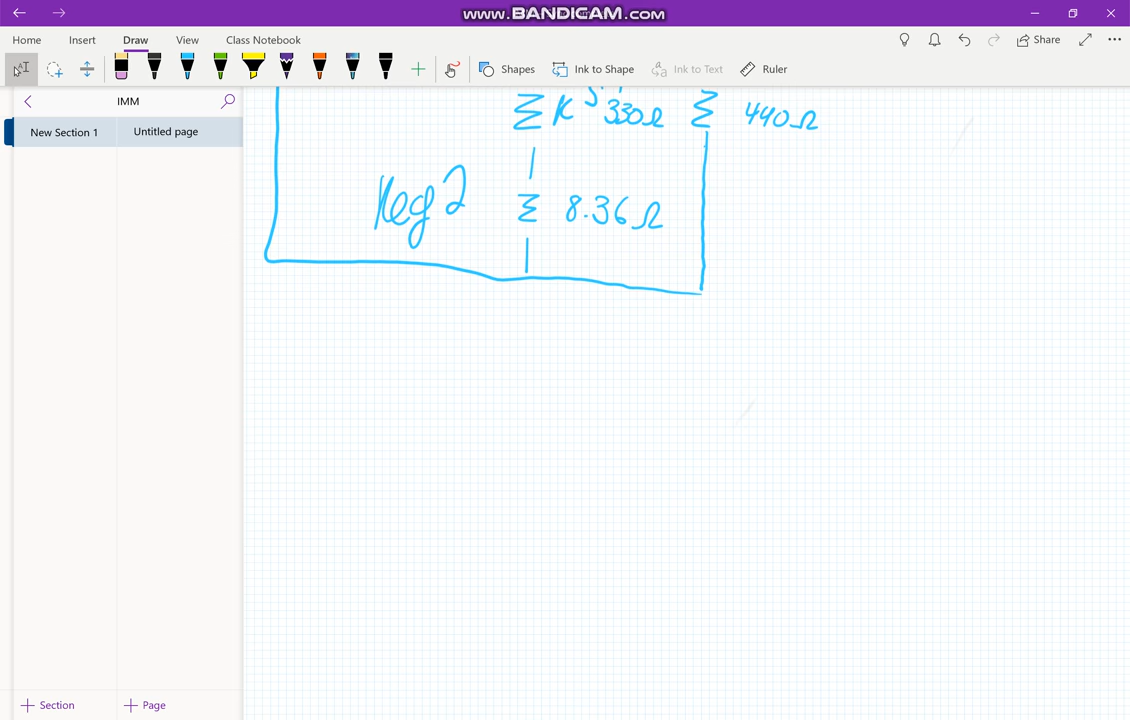 www.BANDICAM.com
Home Insert Draw View Class Notebook
Share
Shapes Ink to Shape Ink to Text Ruler
IMM
New Section 1 Untitled page
K 330Ω 440Ω
8.36Ω
Section Page